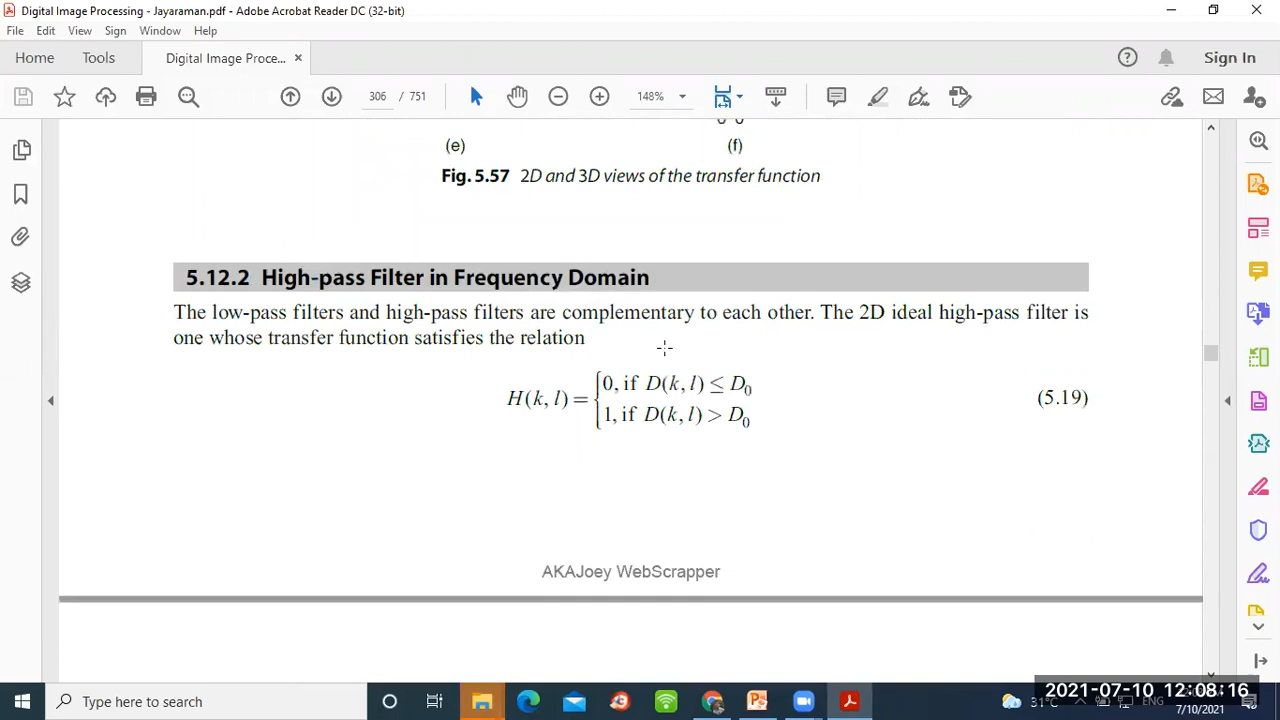 Digital Image Processing - Jayaraman.pdf - Adobe Acrobat Reader DC (32-bit)
File Edit View Sign Window Help
Home Tools Digital Image Proce... ×
Sign In
306 / 751
148%
(e) (f)
Fig. 5.57 2D and 3D views of the transfer function
5.12.2 High-pass Filter in Frequency Domain
The low-pass filters and high-pass filters are complementary to each other. The 2D ideal high-pass filter is
one whose transfer function satisfies the relation
H(k, l) = { 0, if D(k, l) ≤ D₀
1, if D(k, l) > D₀
(5.19)
AKAJoey WebScrapper
Type here to search
31°C
ENG
2021-07-10 12:08:16
7/10/2021